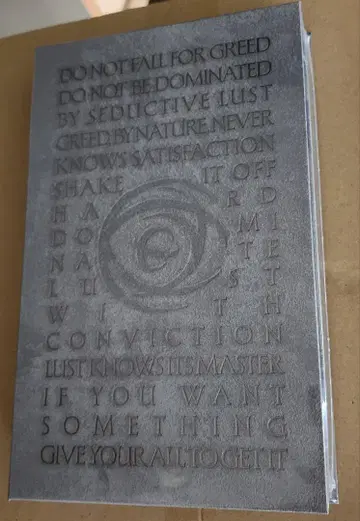 DO NOT FALL FOR GREED
DO NOT BE DOMINATED
BY SEDUCTIVE LUST
GREED, BY NATURE, NEVER
KNOWS SATISFACTION
SHAKE IT OFF
H A R D
D O M I
N A ' T E
L U S T
W I T H
CONVICTION
LUST KNOWS ITS MASTER
IF YOU WANT
SOMETHING
GIVE YOUR ALL TO GET IT